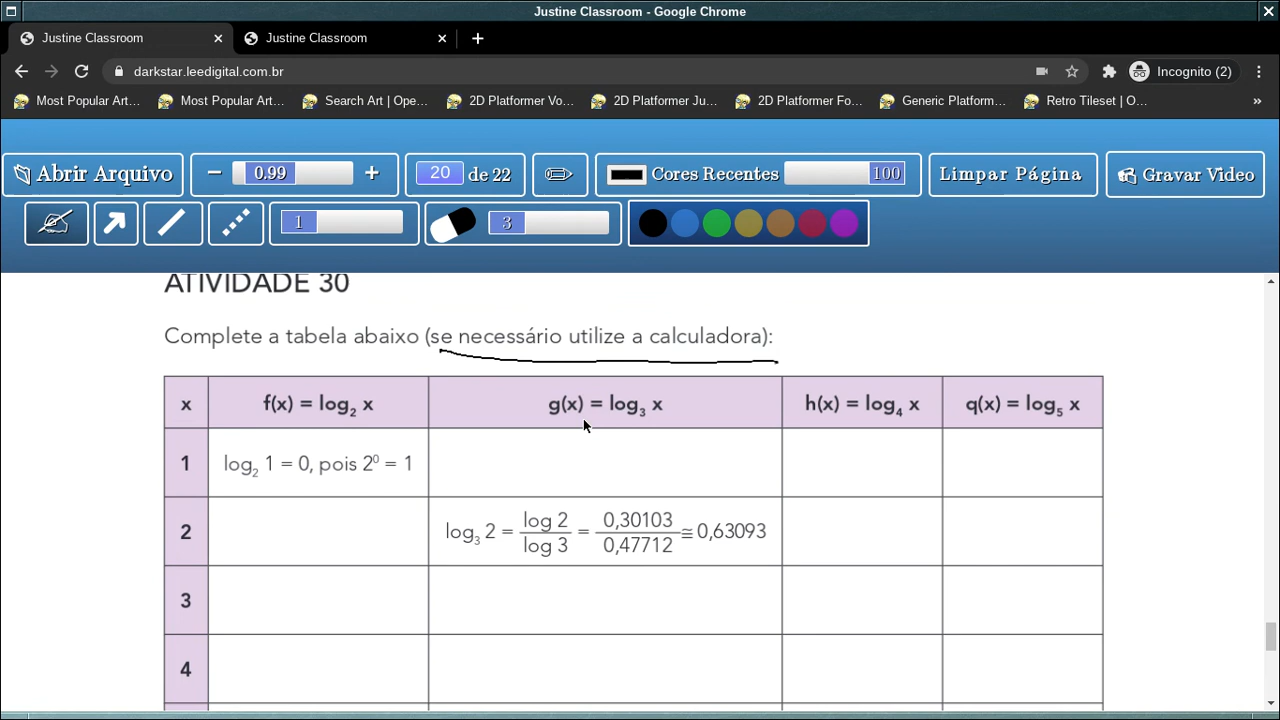 Justine Classroom - Google Chrome
Justine Classroom
Justine Classroom
darkstar.leedigital.com.br
Incognito (2)
Most Popular Art...
Most Popular Art...
Search Art | Ope...
2D Platformer Vo...
2D Platformer Ju...
2D Platformer Fo...
Generic Platform...
Retro Tileset | O...
»
Abrir Arquivo
− 0.99 +
20 de 22
Cores Recentes 100
Limpar Página
Gravar Video
1
3
ATIVIDADE 30
Complete a tabela abaixo (se necessário utilize a calculadora):
x f(x) = log₂ x g(x) = log₃ x h(x) = log₄ x q(x) = log₅ x
1 log₂ 1 = 0, pois 2⁰ = 1
2 log₃ 2 = log 2 / log 3 = 0,30103 / 0,47712 ≅ 0,63093
3
4